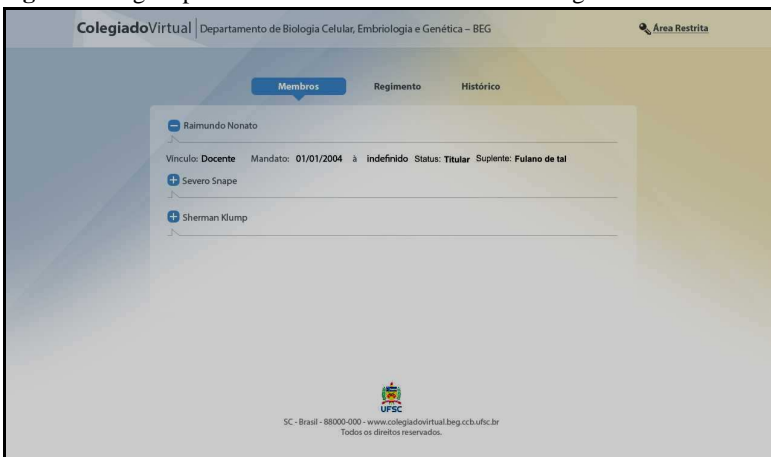 ColegiadoVirtual | Departamento de Biologia Celular, Embriologia e Genética – BEG
Área Restrita
Membros Regimento Histórico
Raimundo Nonato
Vínculo: Docente Mandato: 01/01/2004 à indefinido Status: Titular Suplente: Fulano de tal
Severo Snape
Sherman Klump
UFSC
SC - Brasil - 88000-000 - www.colegiadovirtual.beg.ccb.ufsc.br
Todos os direitos reservados.